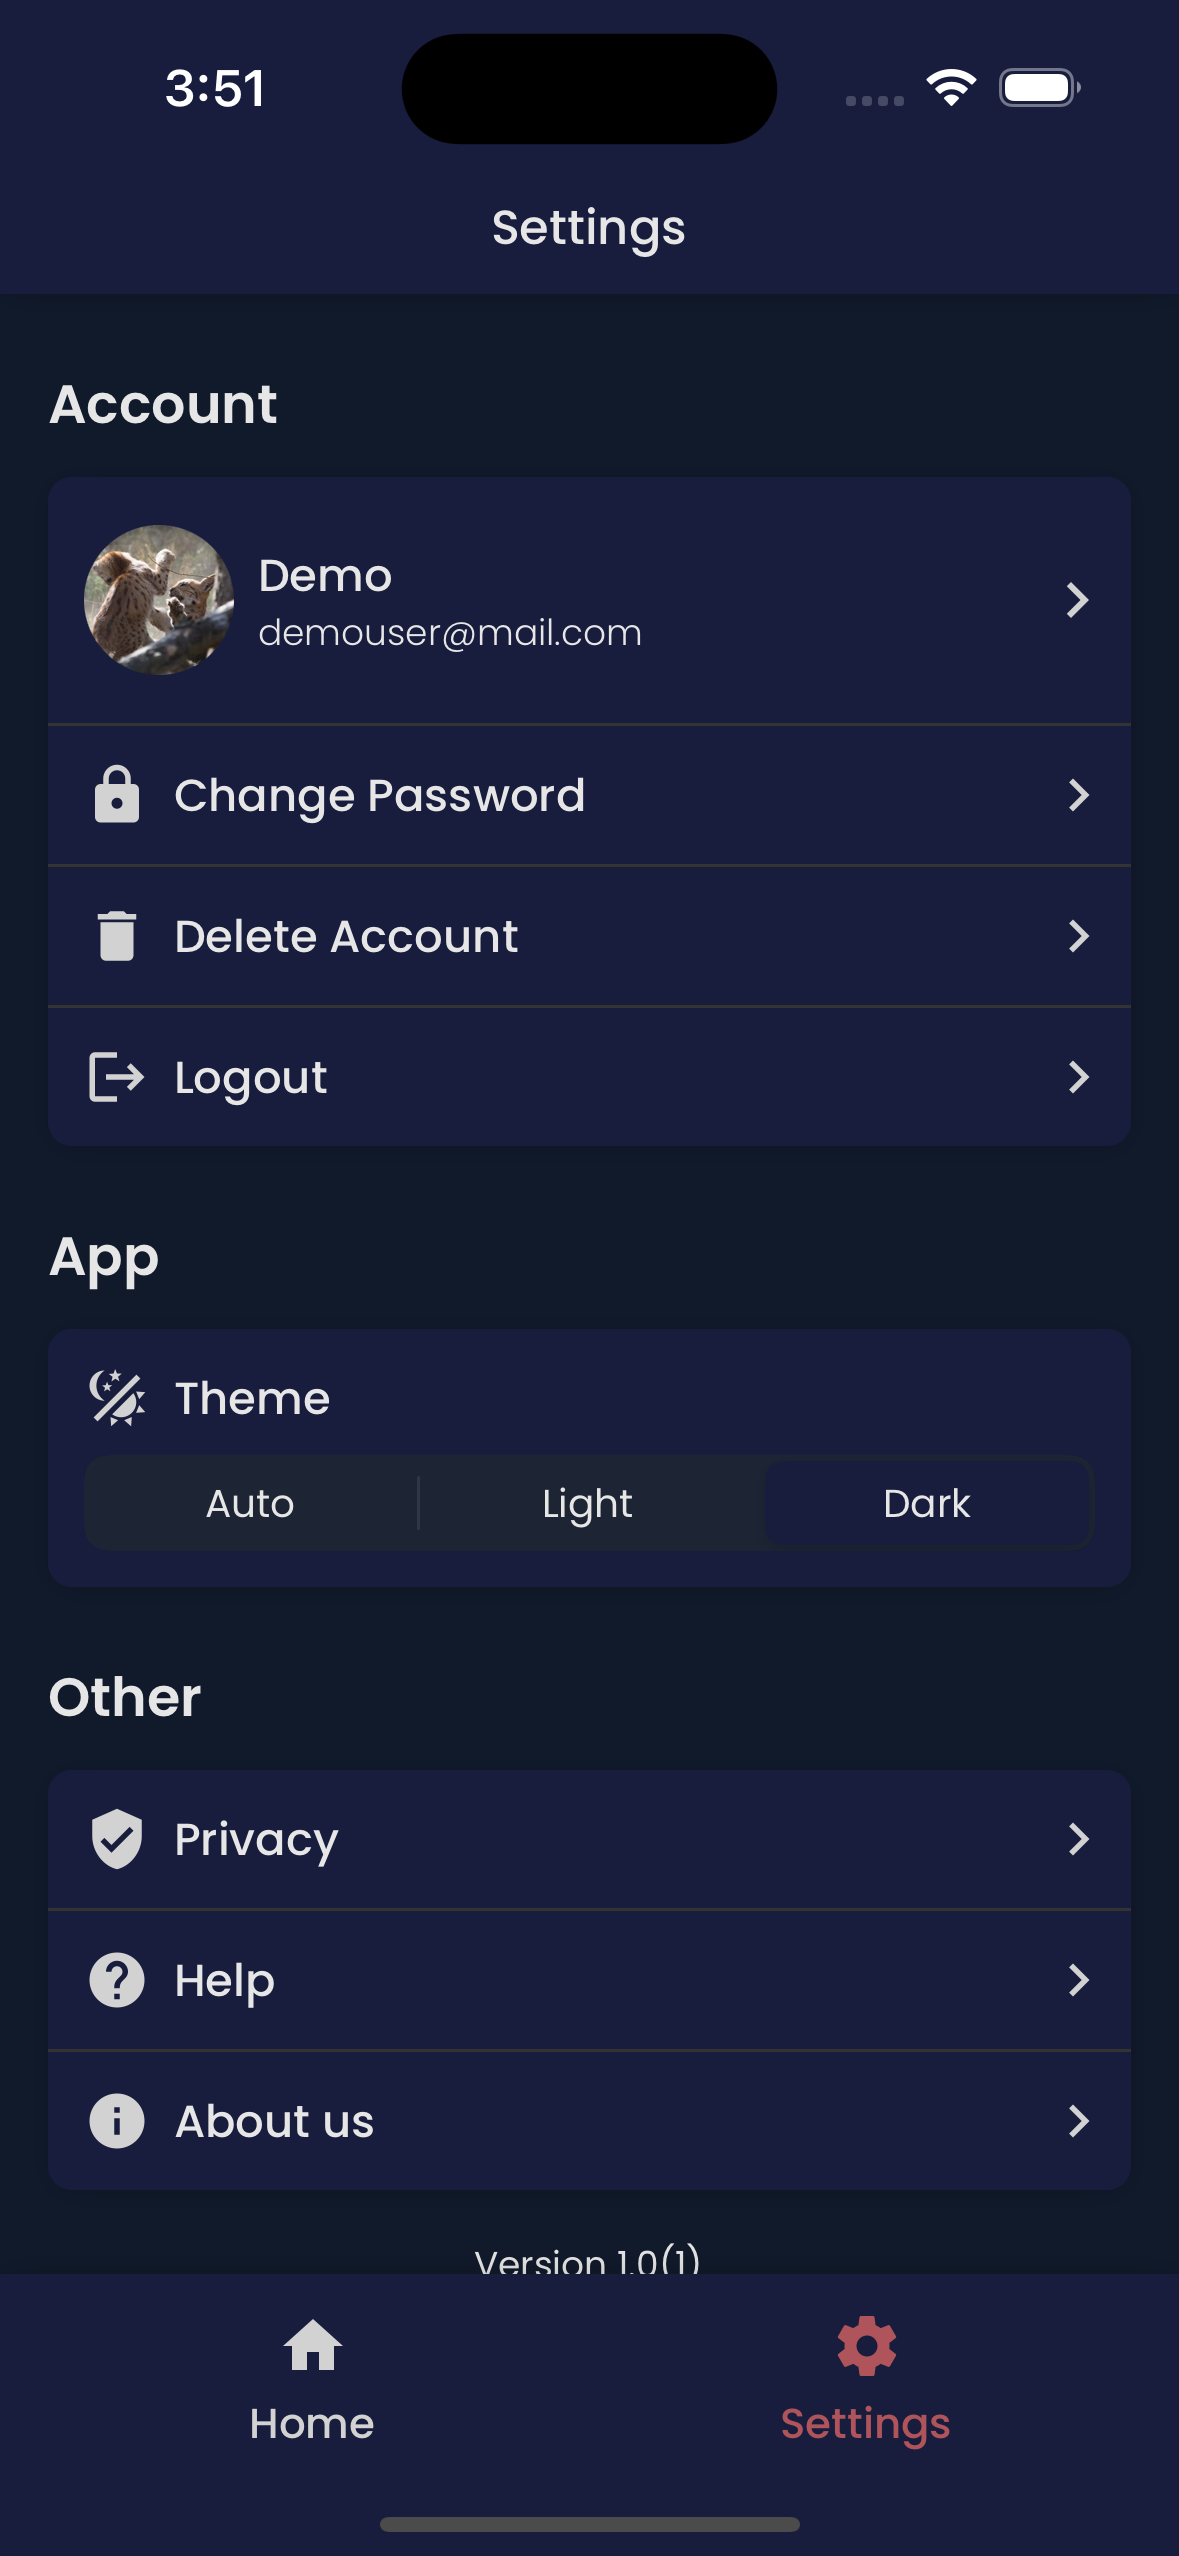 3:51
Settings
Account
Demo
demouser@mail.com
Change Password
Delete Account
Logout
App
Theme
Auto
Light
Dark
Other
Privacy
Help
About us
Version 1.0(1)
Home
Settings